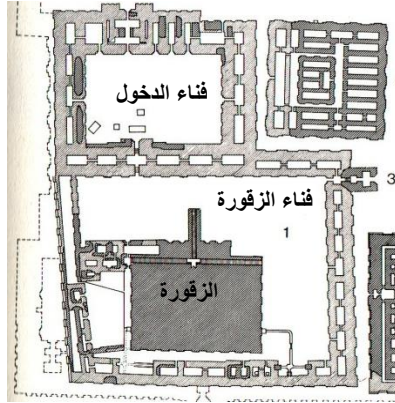 فناء الدخول
فناء الزقورة
3
1
الزقورة